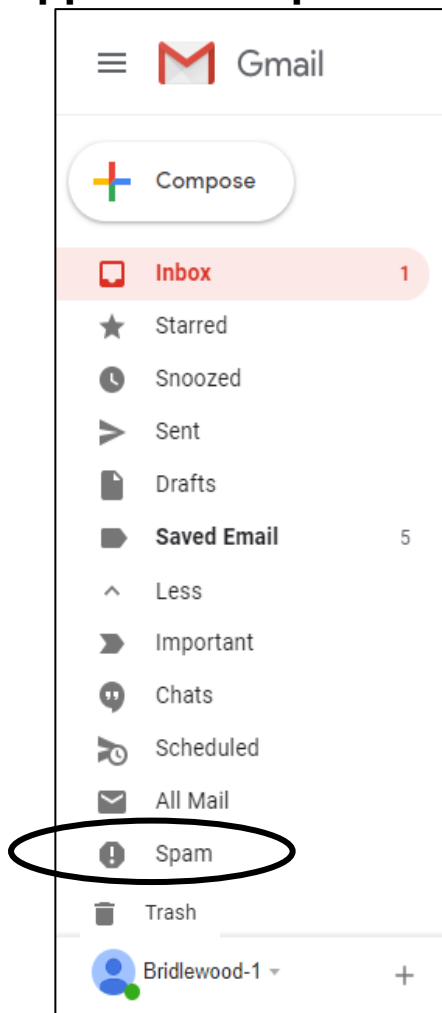 Gmail
Compose
Inbox 1
Starred
Snoozed
Sent
Drafts
Saved Email 5
Less
Important
Chats
Scheduled
All Mail
Spam
Trash
Bridlewood-1